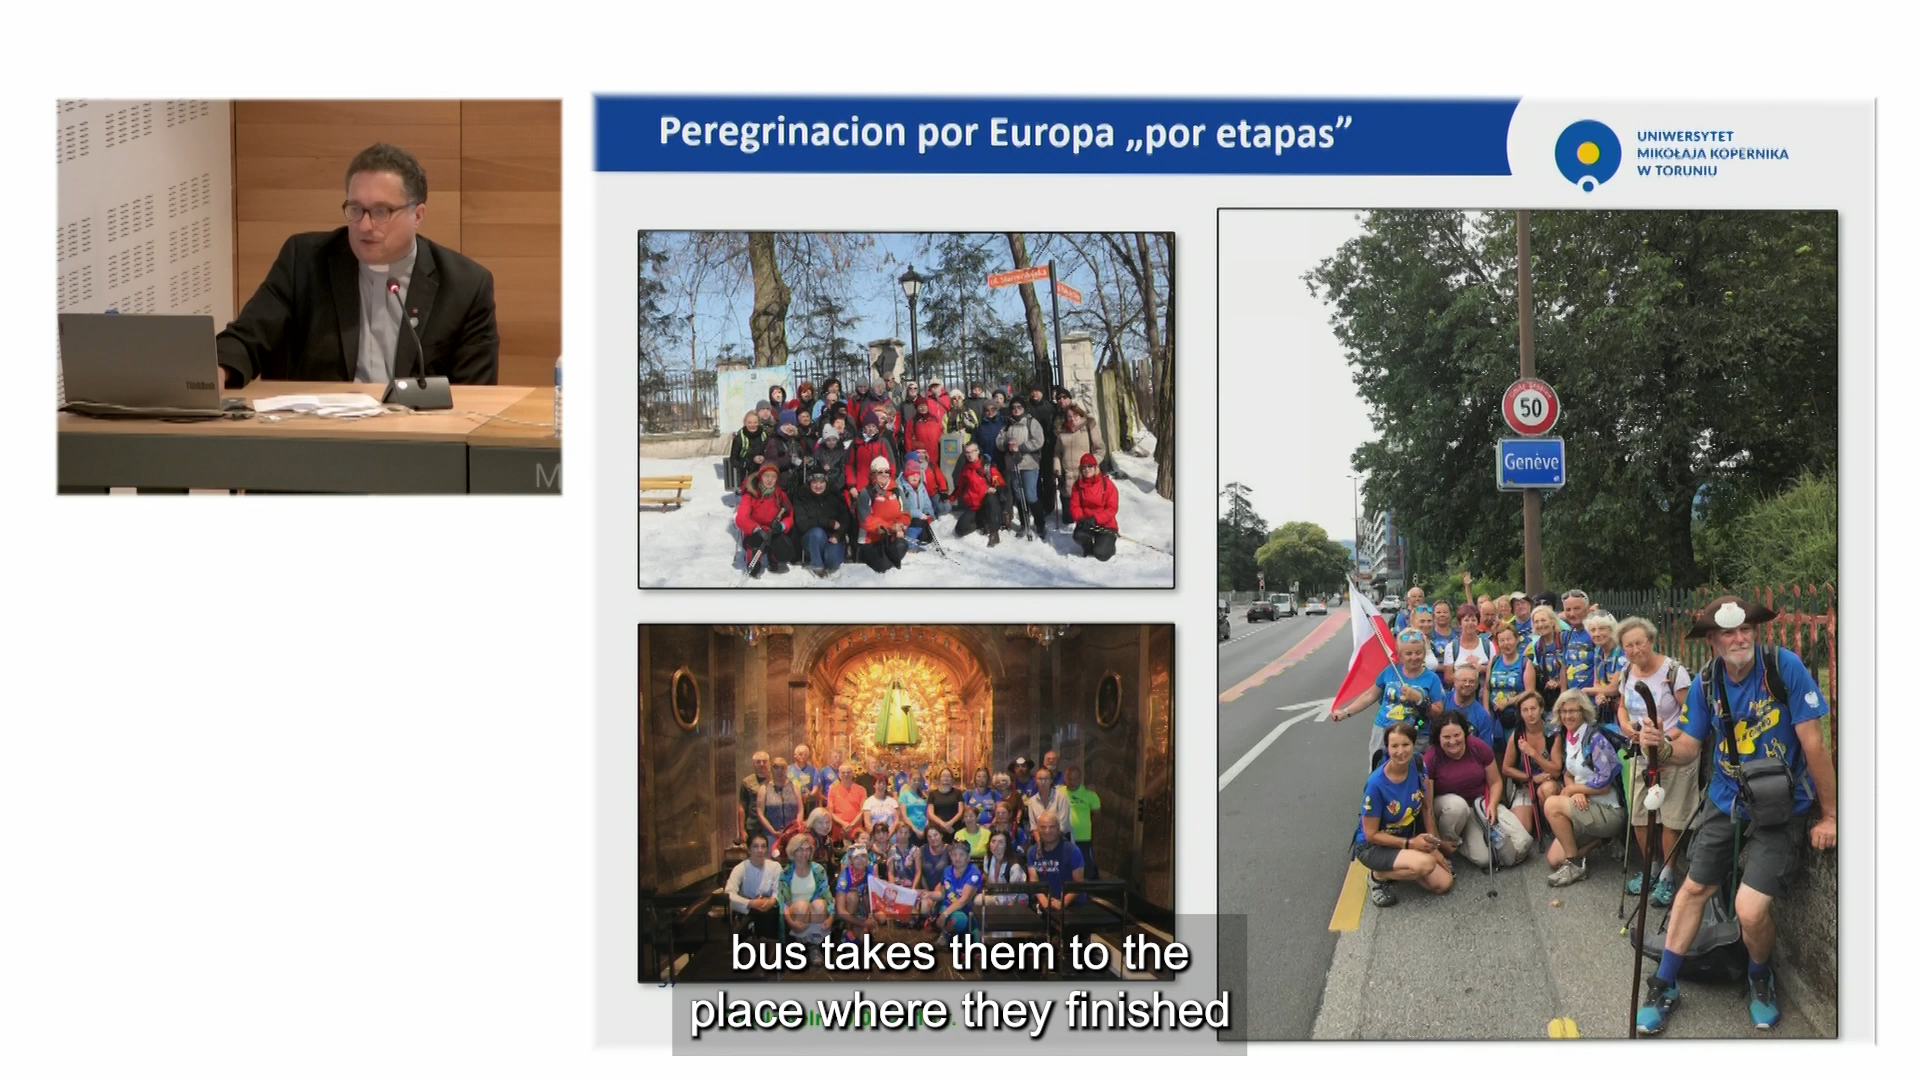 Peregrinacion por Europa „por etapas”
UNIWERSYTET
MIKOŁAJA KOPERNIKA
W TORUNIU
50
Genève
ThinkBook
M
bus takes them to the
place where they finished